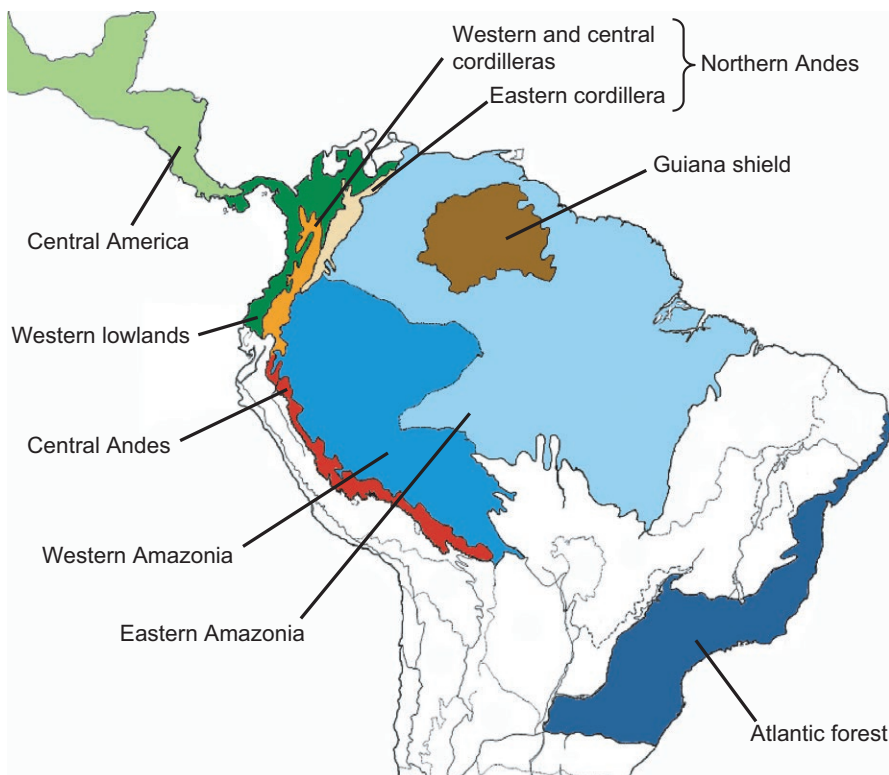 Western and central
cordilleras
Northern Andes
Eastern cordillera
Guiana shield
Central America
Western lowlands
Central Andes
Western Amazonia
Eastern Amazonia
Atlantic forest